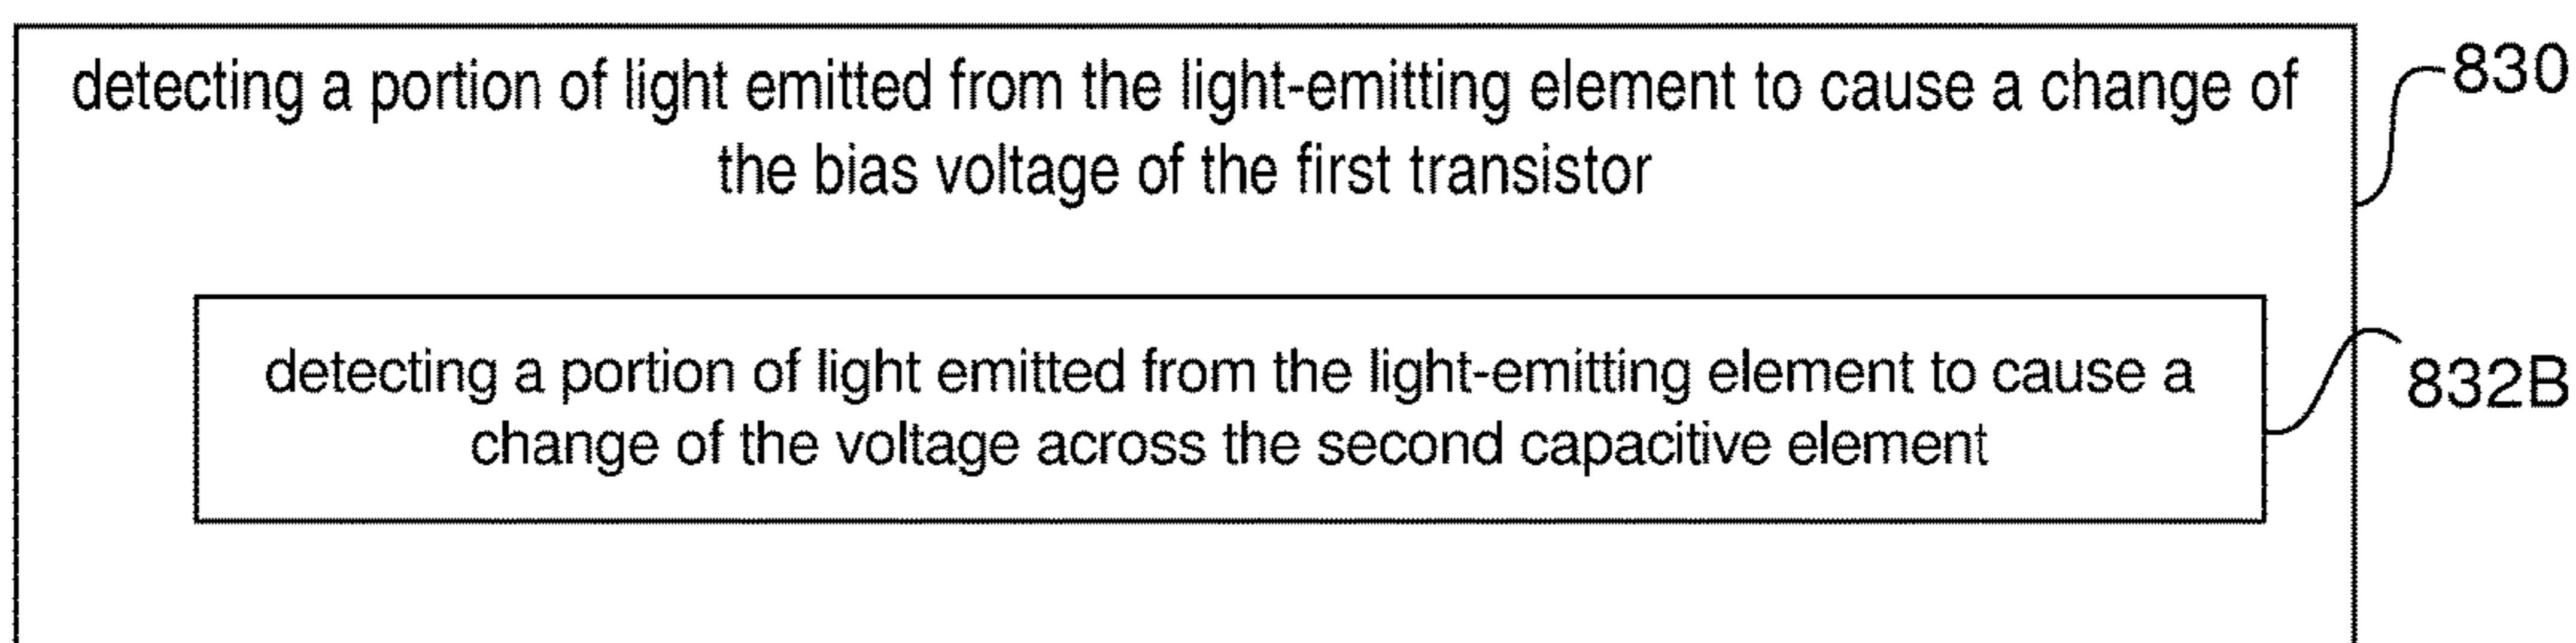 detecting a portion of light emitted from the light-emitting element to cause a change of
the bias voltage of the first transistor
830
detecting a portion of light emitted from the light-emitting element to cause a
change of the voltage across the second capacitive element
832B